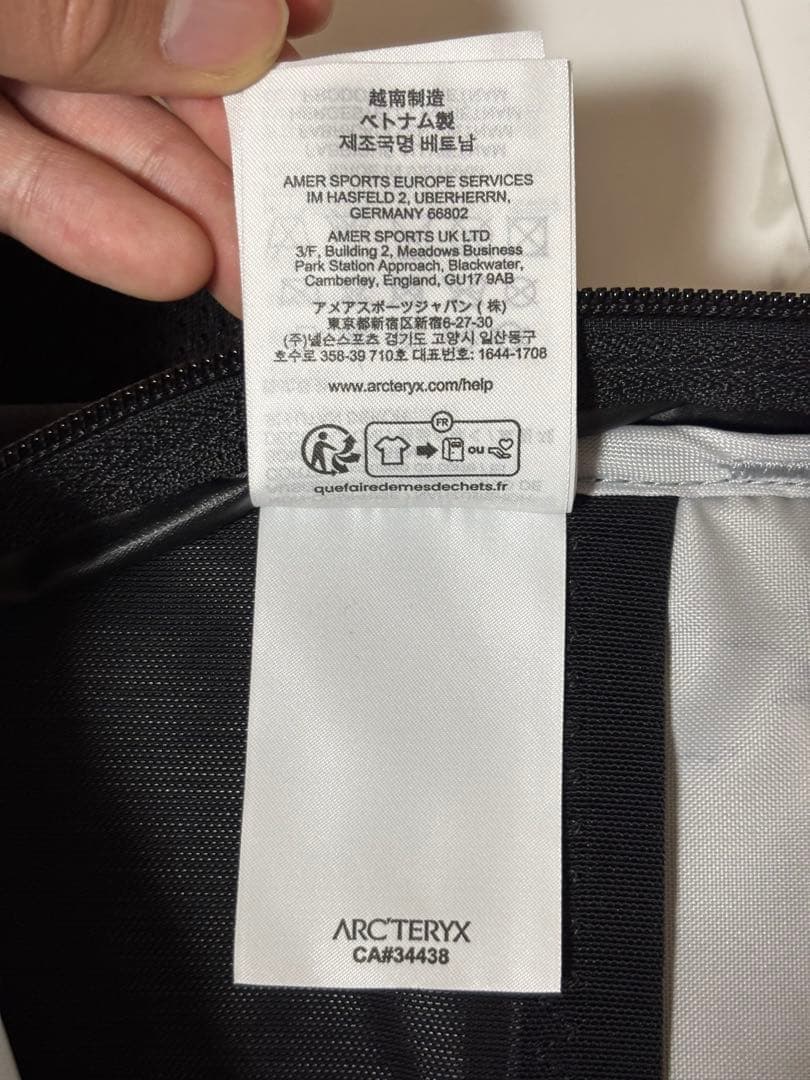 越南制造
ベトナム製
제조국명 베트남
AMER SPORTS EUROPE SERVICES
IM HASFELD 2, UBERHERRN,
GERMANY 66802
AMER SPORTS UK LTD
3/F, Building 2, Meadows Business
Park Station Approach, Blackwater,
Camberley, England, GU17 9AB
アメアスポーツジャパン ( 株)
東京都新宿区新宿6-27-30
(주)넬슨스포츠 경기도 고양시 일산동구
호수로 358-39 710호 대표번호: 1644-1708
www.arcteryx.com/help
FR
ou
quefairedemesdechets.fr
ARC'TERYX
CA#34438